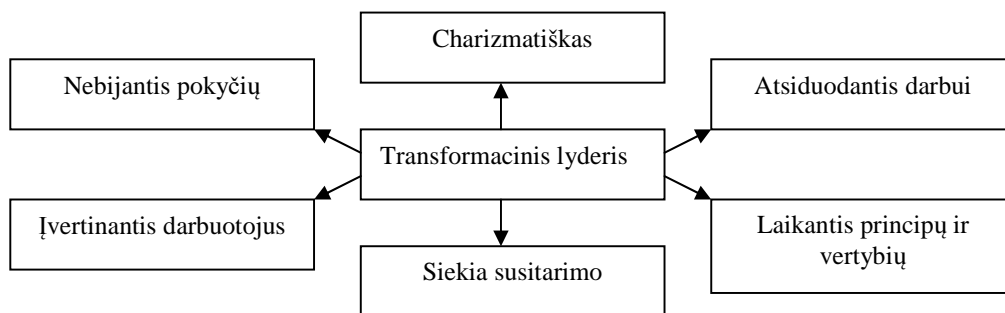 Charizmatiškas
Nebijantis pokyčių
Atsiduodantis darbui
Transformacinis lyderis
Įvertinantis darbuotojus
Laikantis principų ir
vertybių
Siekia susitarimo